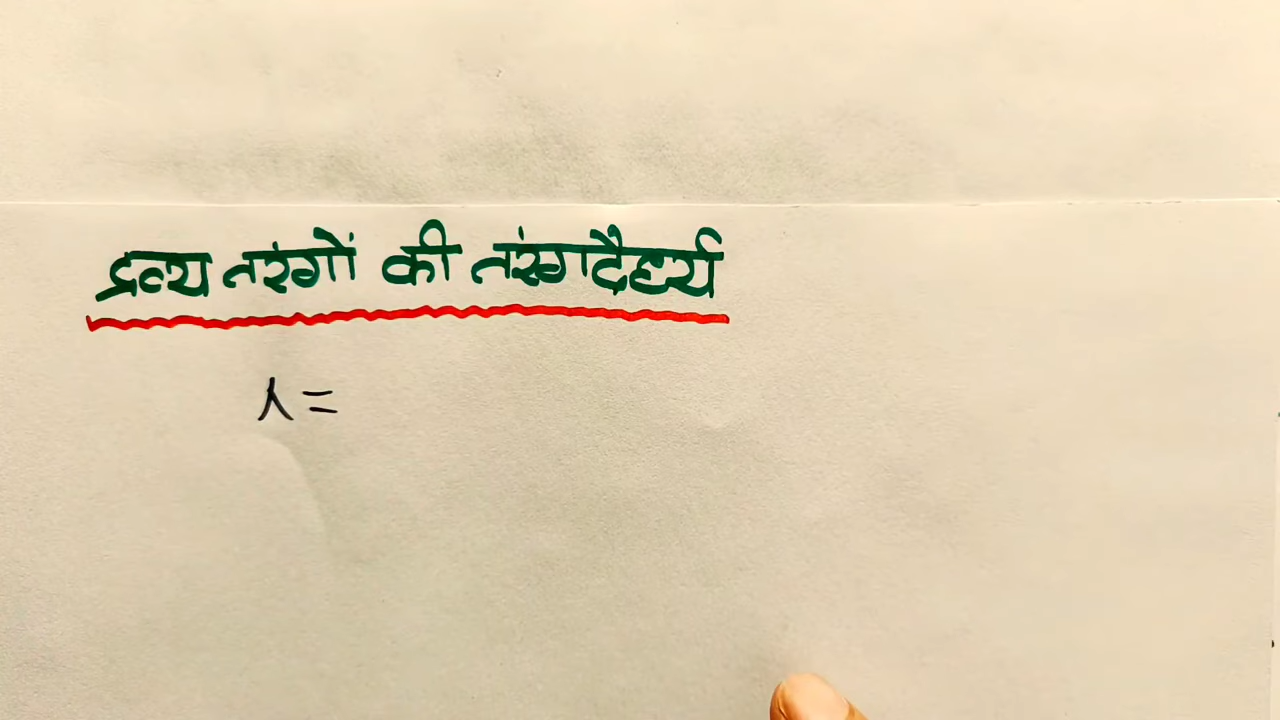 द्रव्य तरंगों की तरंगदैर्ध्य
λ =